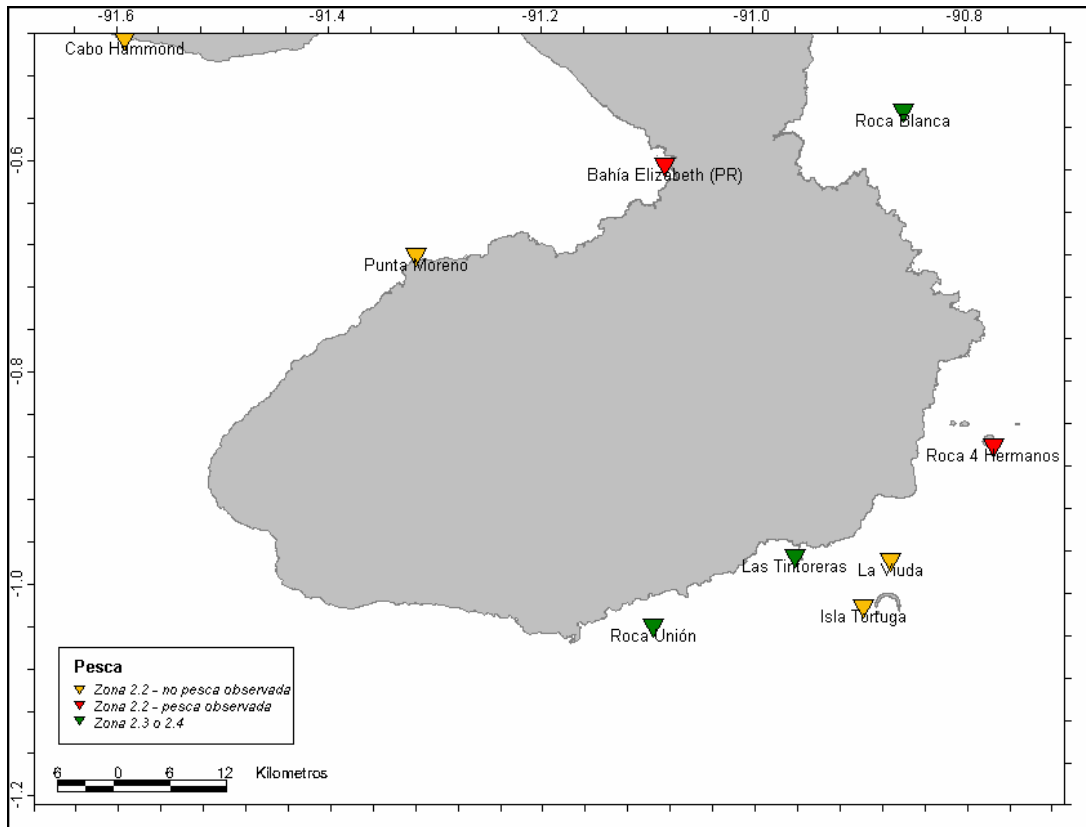 -91.6 -91.4 -91.2 -91.0 -90.8
Cabo Hammond
Roca Blanca
-0.6
Bahía Elizabeth (PR)
Punta Moreno
-0.8
Roca 4 Hermanos
Las Tintoreras
La Viuda
-1.0
Isla Tortuga
Roca Unión
Pesca
Zona 2.2 - no pesca observada
Zona 2.2 - pesca observada
Zona 2.3 o 2.4
6 0 6 12 Kilometros
-1.2